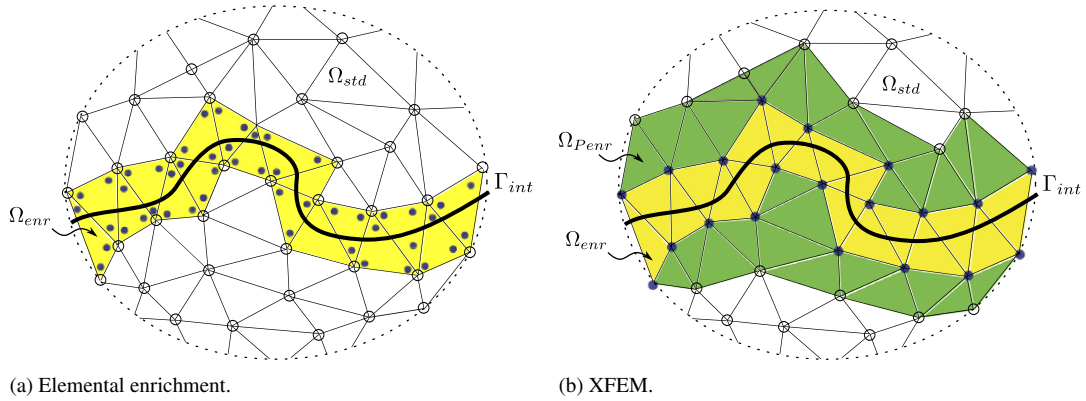 Ω_std
Γ_int
Ω_enr
(a) Elemental enrichment.
Ω_std
Ω_Penr
Γ_int
Ω_enr
(b) XFEM.